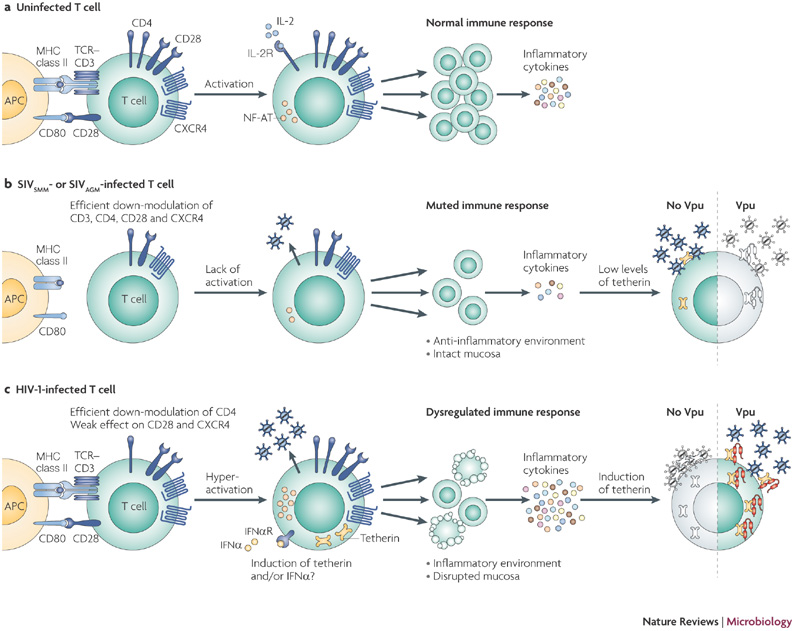 a Uninfected T cell
CD4
CD28
MHC
class II
TCR–
CD3
APC
T cell
CD80
CD28
CXCR4
Activation
IL-2
IL-2R
NF-AT
Normal immune response
Inflammatory
cytokines
b SIVSMM- or SIVAGM-infected T cell
Efficient down-modulation of
CD3, CD4, CD28 and CXCR4
MHC
class II
APC
T cell
CD80
Lack of
activation
Muted immune response
Inflammatory
cytokines
• Anti-inflammatory environment
• Intact mucosa
Low levels
of tetherin
No Vpu
Vpu
c HIV-1-infected T cell
Efficient down-modulation of CD4
Weak effect on CD28 and CXCR4
MHC
class II
TCR–
CD3
APC
T cell
CD80
CD28
Hyper-
activation
IFNαR
IFNα
Tetherin
Induction of tetherin
and/or IFNα?
Dysregulated immune response
Inflammatory
cytokines
• Inflammatory environment
• Disrupted mucosa
Induction
of tetherin
No Vpu
Vpu
Nature Reviews | Microbiology